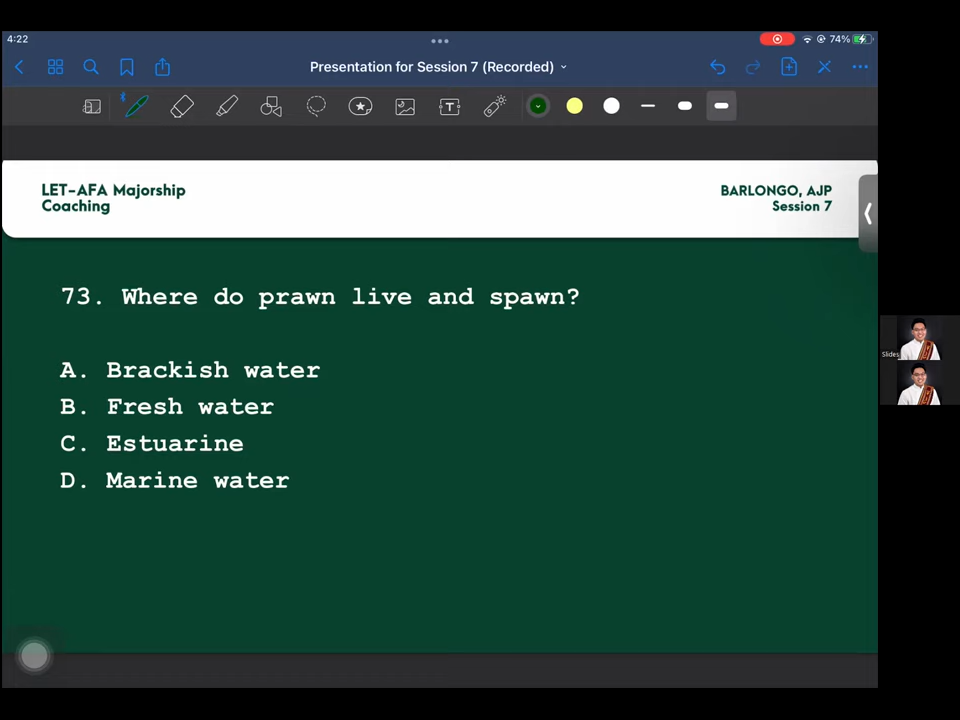 4:22
74%
Presentation for Session 7 (Recorded)
T
LET-AFA Majorship
Coaching
BARLONGO, AJP
Session 7
73. Where do prawn live and spawn?
A. Brackish water
B. Fresh water
C. Estuarine
D. Marine water
Slides